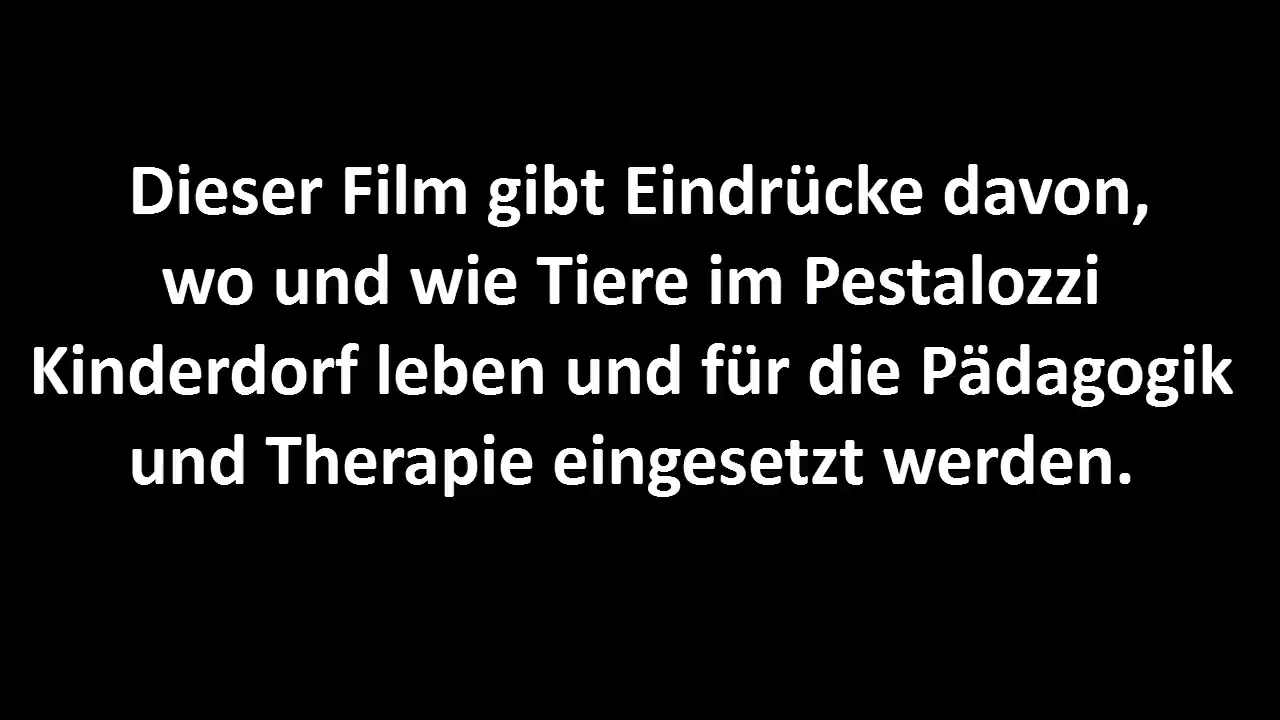 Dieser Film gibt Eindrücke davon,
wo und wie Tiere im Pestalozzi
Kinderdorf leben und für die Pädagogik
und Therapie eingesetzt werden.